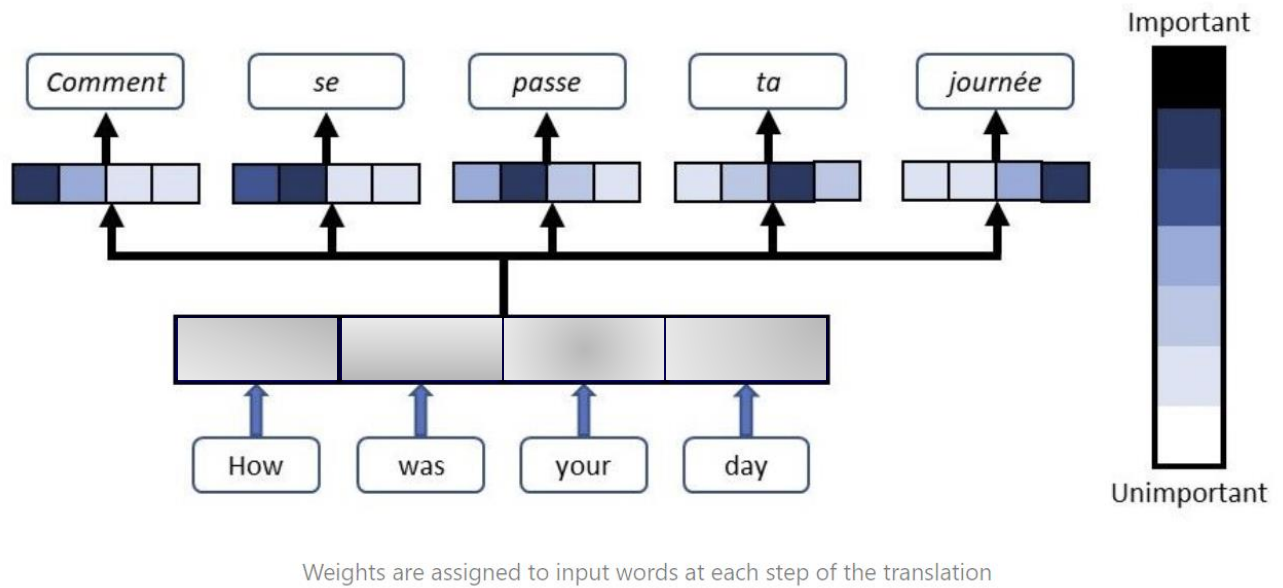 Important
Comment
se
passe
ta
journée
How
was
your
day
Unimportant
Weights are assigned to input words at each step of the translation